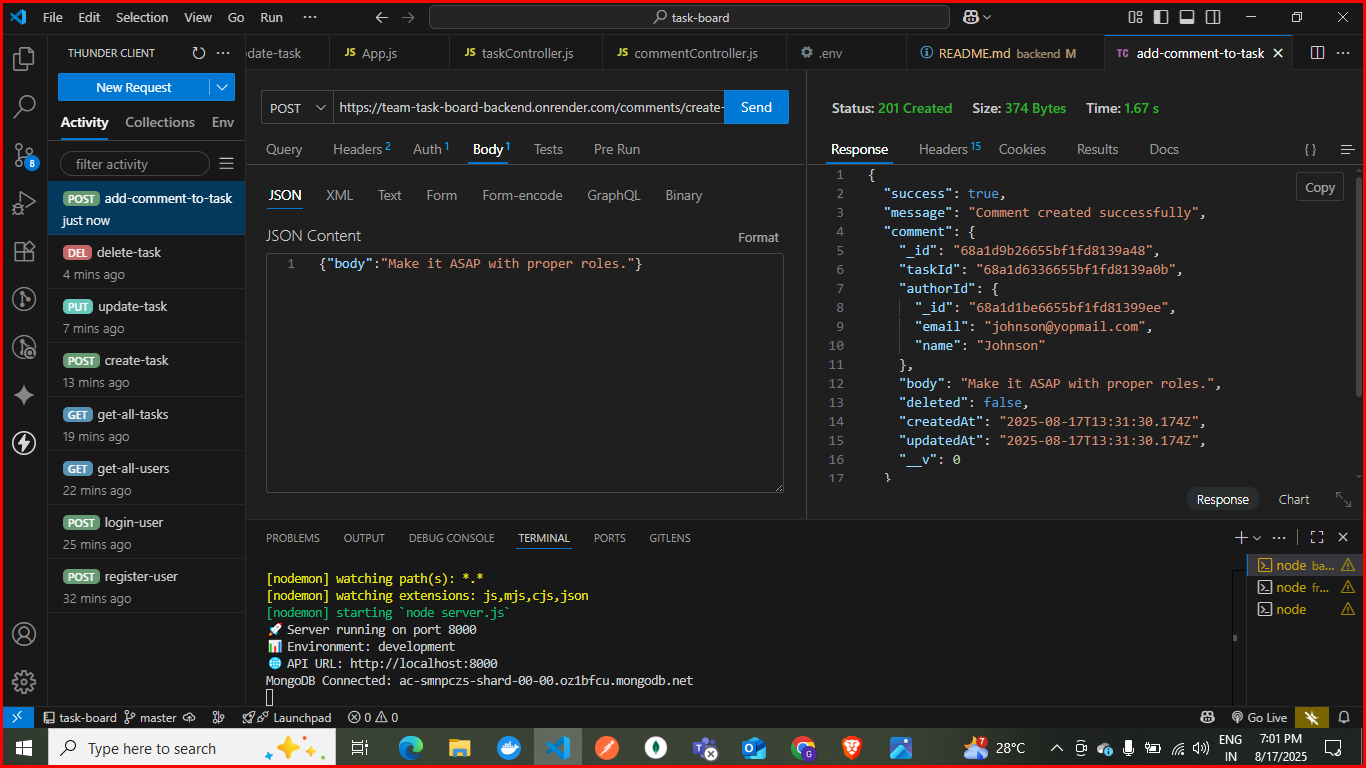 File Edit Selection View Go Run ··· task-board
THUNDER CLIENT
New Request
Activity Collections Env
filter activity
POST add-comment-to-task
just now
DEL delete-task
4 mins ago
PUT update-task
7 mins ago
POST create-task
13 mins ago
GET get-all-tasks
19 mins ago
GET get-all-users
22 mins ago
POST login-user
25 mins ago
POST register-user
32 mins ago
8
date-task JS App.js JS taskController.js JS commentController.js .env README.md backend M TC add-comment-to-task
POST https://team-task-board-backend.onrender.com/comments/create- Send
Query Headers 2 Auth 1 Body 1 Tests Pre Run
JSON XML Text Form Form-encode GraphQL Binary
JSON Content Format
1 {"body":"Make it ASAP with proper roles."}
Status: 201 Created Size: 374 Bytes Time: 1.67 s
Response Headers 15 Cookies Results Docs { }
Copy
1 {
2 "success": true,
3 "message": "Comment created successfully",
4 "comment": {
5 "_id": "68a1d9b26655bf1fd8139a48",
6 "taskId": "68a1d6336655bf1fd8139a0b",
7 "authorId": {
8 "_id": "68a1d1be6655bf1fd81399ee",
9 "email": "johnson@yopmail.com",
10 "name": "Johnson"
11 },
12 "body": "Make it ASAP with proper roles.",
13 "deleted": false,
14 "createdAt": "2025-08-17T13:31:30.174Z",
15 "updatedAt": "2025-08-17T13:31:30.174Z",
16 "__v": 0
17 }
Response Chart
PROBLEMS OUTPUT DEBUG CONSOLE TERMINAL PORTS GITLENS
[nodemon] watching path(s): *.*
[nodemon] watching extensions: js,mjs,cjs,json
[nodemon] starting `node server.js`
🚀 Server running on port 8000
📊 Environment: development
🌐 API URL: http://localhost:8000
MongoDB Connected: ac-smnpczs-shard-00-00.oz1bfcu.mongodb.net
node ba...
node fr...
node
task-board master Launchpad 0 0 Go Live
Type here to search 7 28°C ENG IN 7:01 PM 8/17/2025